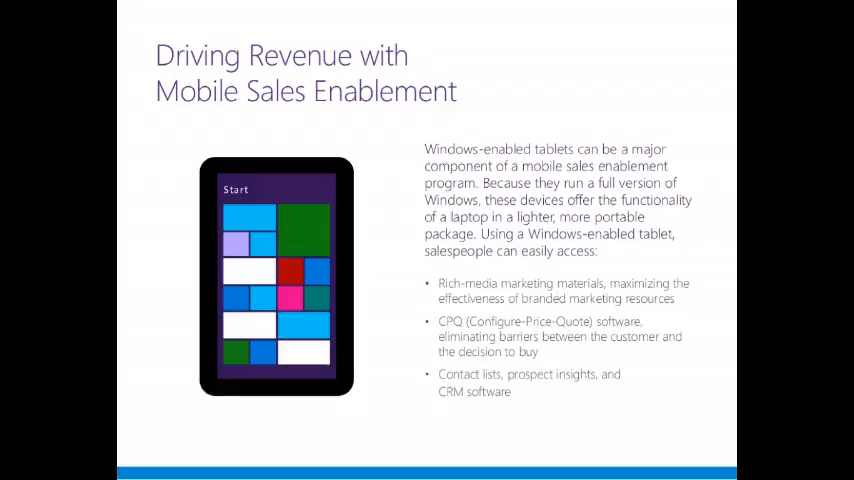 Driving Revenue with
Mobile Sales Enablement
Start
Windows-enabled tablets can be a major
component of a mobile sales enablement
program. Because they run a full version of
Windows, these devices offer the functionality
of a laptop in a lighter, more portable
package. Using a Windows-enabled tablet,
salespeople can easily access:
• Rich-media marketing materials, maximizing the
effectiveness of branded marketing resources
• CPQ (Configure-Price-Quote) software,
eliminating barriers between the customer and
the decision to buy
• Contact lists, prospect insights, and
CRM software